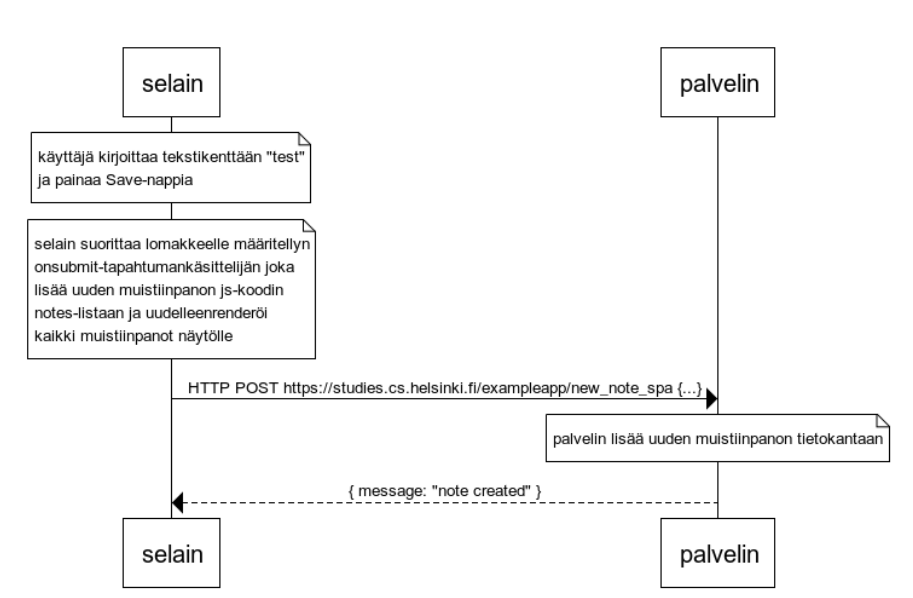 selain
palvelin
käyttäjä kirjoittaa tekstikenttään "test"
ja painaa Save-nappia
selain suorittaa lomakkeelle määritellyn
onsubmit-tapahtumankäsittelijän joka
lisää uuden muistiinpanon js-koodin
notes-listaan ja uudelleenrenderöi
kaikki muistiinpanot näytölle
HTTP POST https://studies.cs.helsinki.fi/exampleapp/new_note_spa {...}
palvelin lisää uuden muistiinpanon tietokantaan
{ message: "note created" }
selain
palvelin